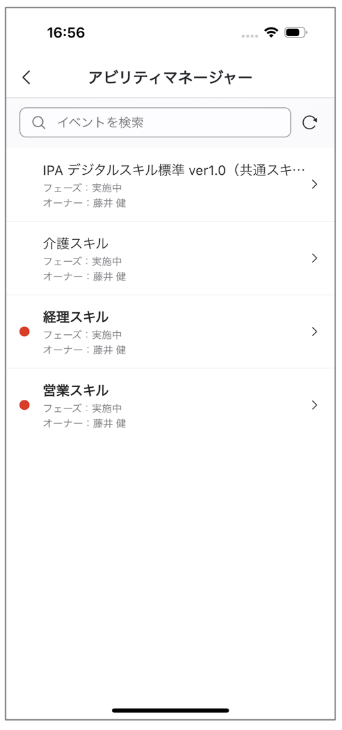 16:56
アビリティマネージャー
イベントを検索
IPA デジタルスキル標準 ver1.0（共通スキ…
フェーズ：実施中
オーナー：藤井 健
介護スキル
フェーズ：実施中
オーナー：藤井 健
経理スキル
フェーズ：実施中
オーナー：藤井 健
営業スキル
フェーズ：実施中
オーナー：藤井 健